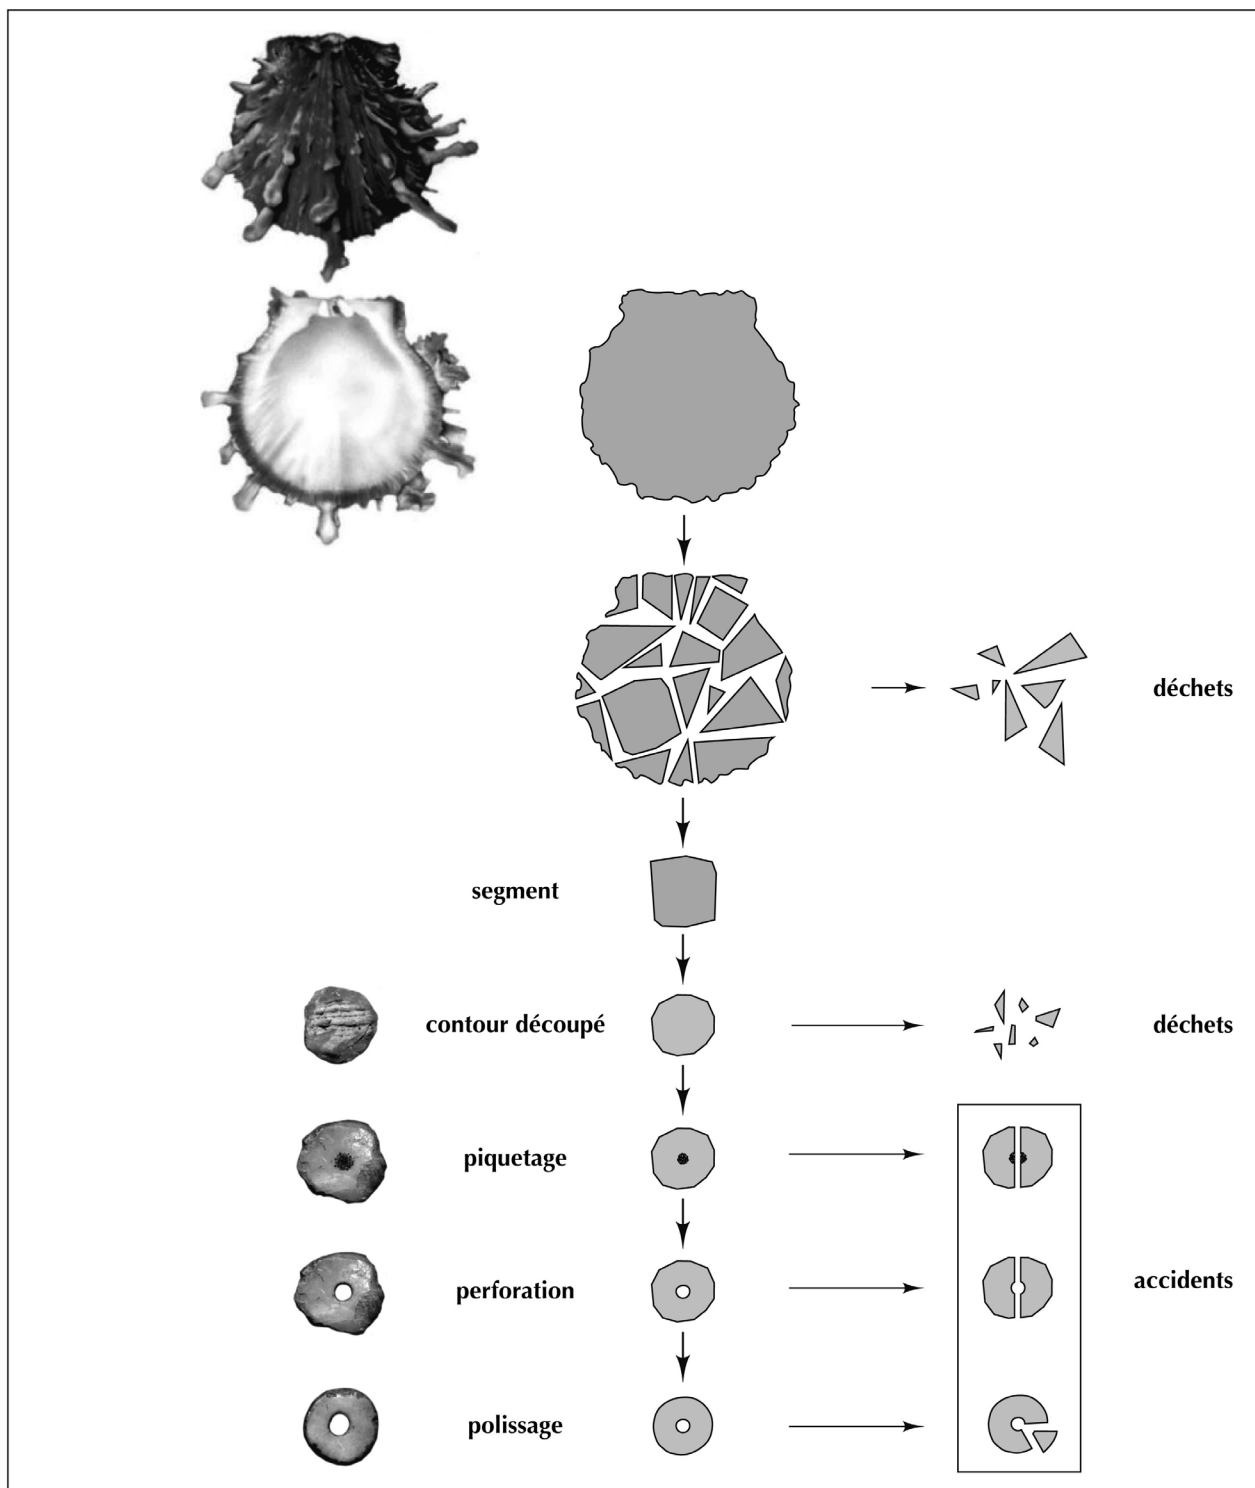 déchets
segment
contour découpé
déchets
piquetage
perforation
accidents
polissage